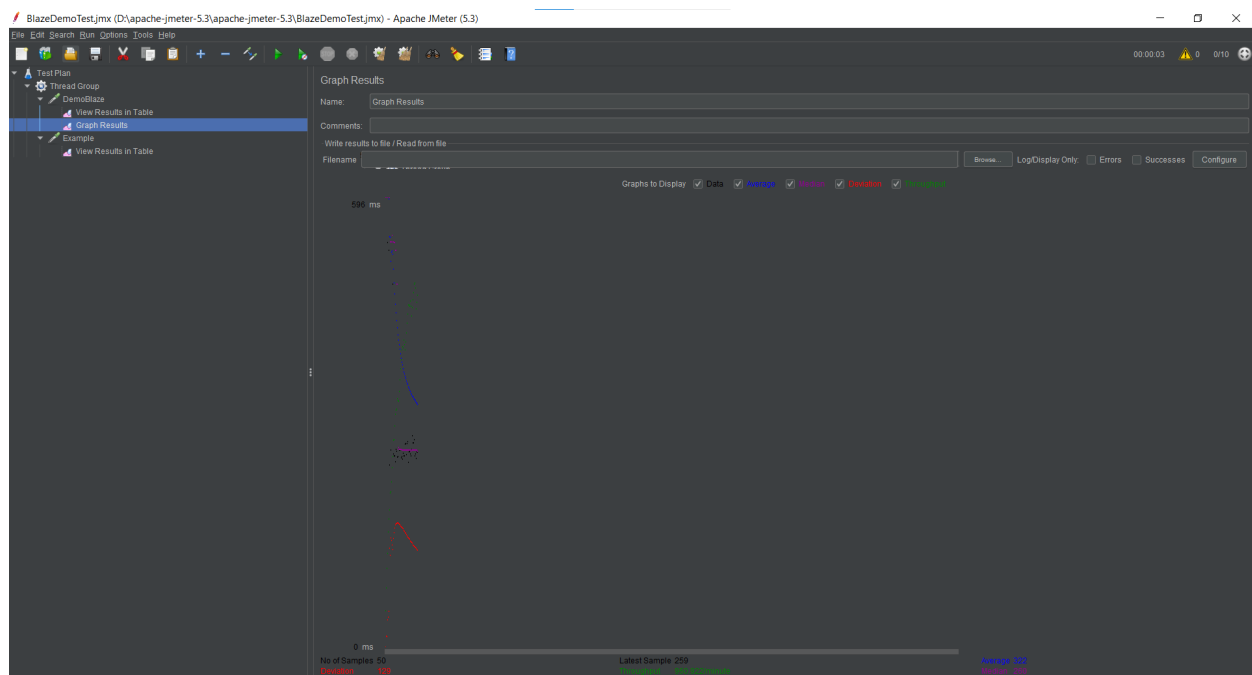 BlazeDemoTest.jmx (D:\apache-jmeter-5.3\apache-jmeter-5.3\BlazeDemoTest.jmx) - Apache JMeter (5.3)
File Edit Search Run Options Tools Help
00:00:03 0 0/10
Test Plan
Thread Group
DemoBlaze
View Results in Table
Graph Results
Example
View Results in Table
Graph Results
Name: Graph Results
Comments:
Write results to file / Read from file
Filename Browse... Log/Display Only: Errors Successes Configure
Graphs to Display Data Average Median Deviation Throughput
596 ms
0 ms
No of Samples 50 Latest Sample 259 Average 322
Deviation